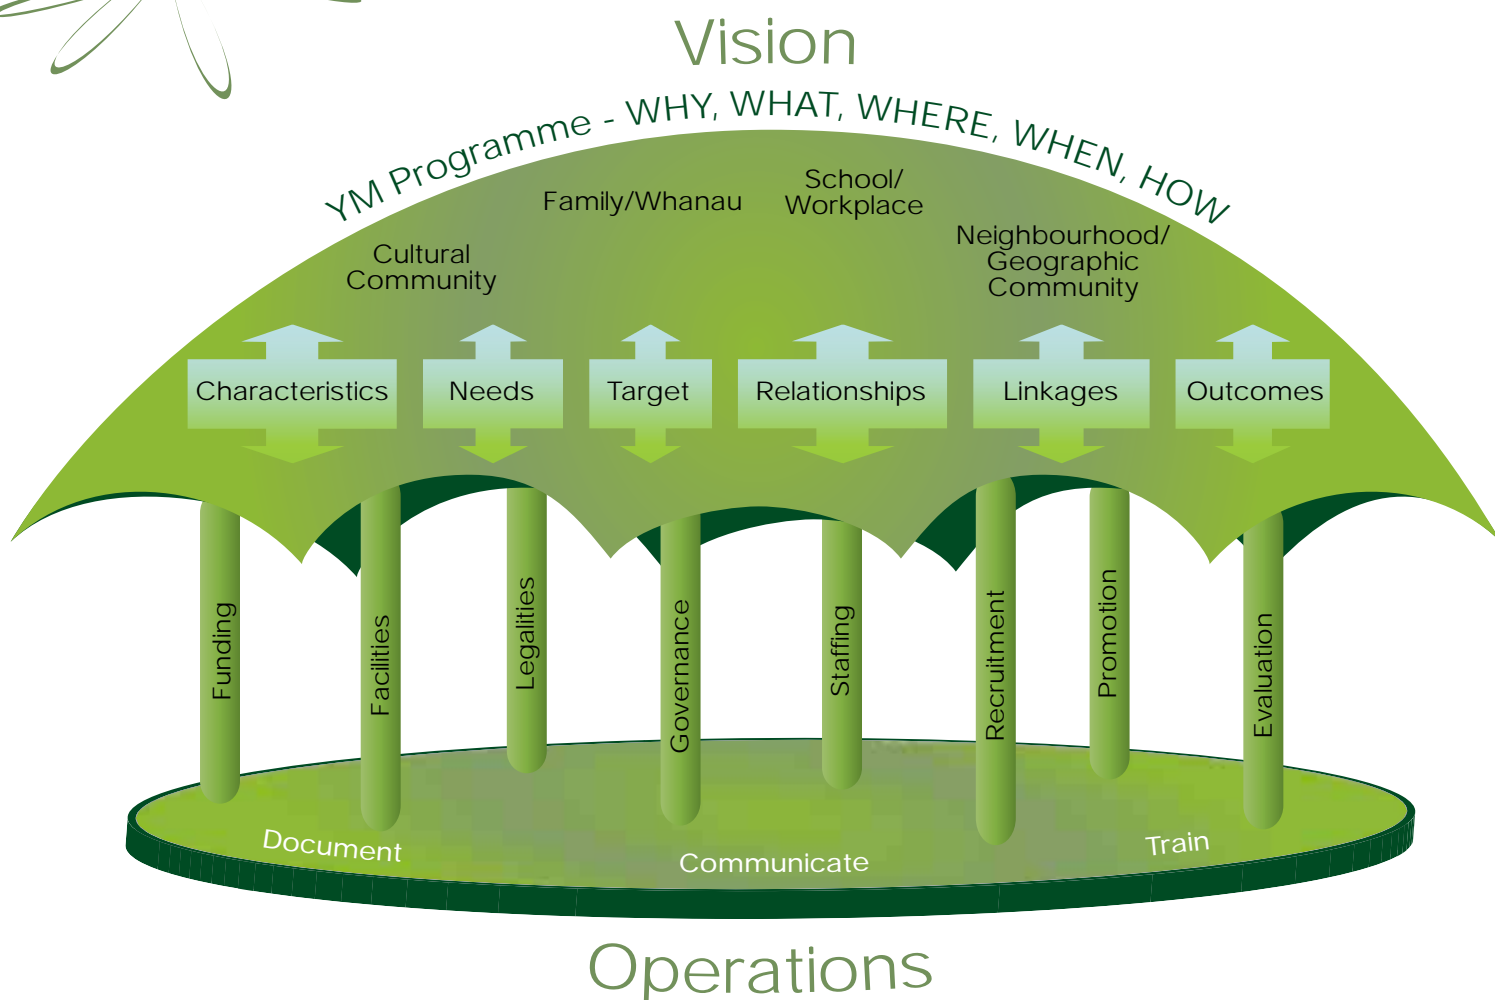 Vision
YM Programme - WHY, WHAT, WHERE, WHEN, HOW
Cultural
Community
Family/Whanau
School/
Workplace
Neighbourhood/
Geographic
Community
Characteristics
Needs
Target
Relationships
Linkages
Outcomes
Funding
Facilities
Legalities
Governance
Staffing
Recruitment
Promotion
Evaluation
Document
Communicate
Train
Operations